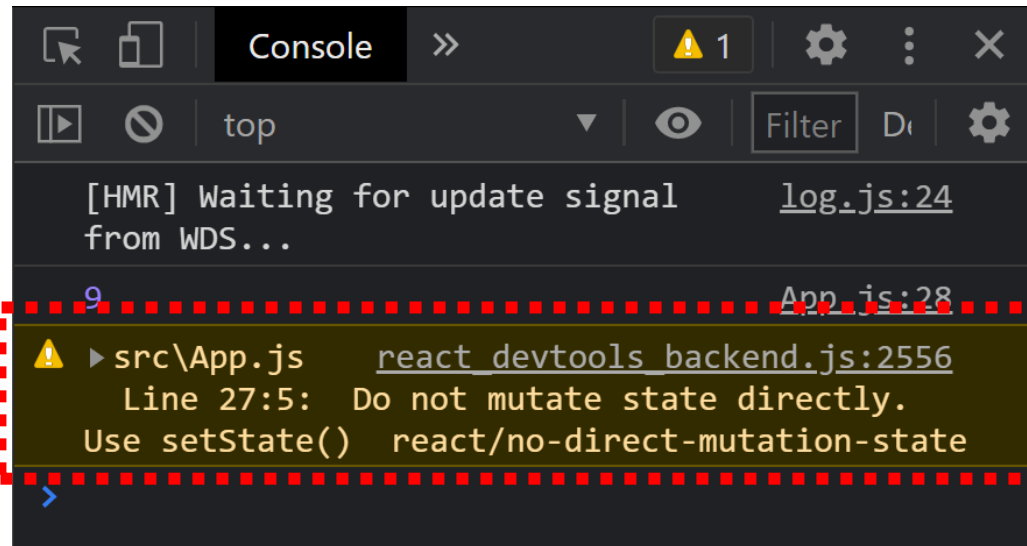 Console 1
top Filter
[HMR] Waiting for update signal log.js:24
from WDS...
9 App.js:28
src\App.js react_devtools_backend.js:2556
Line 27:5: Do not mutate state directly.
Use setState() react/no-direct-mutation-state